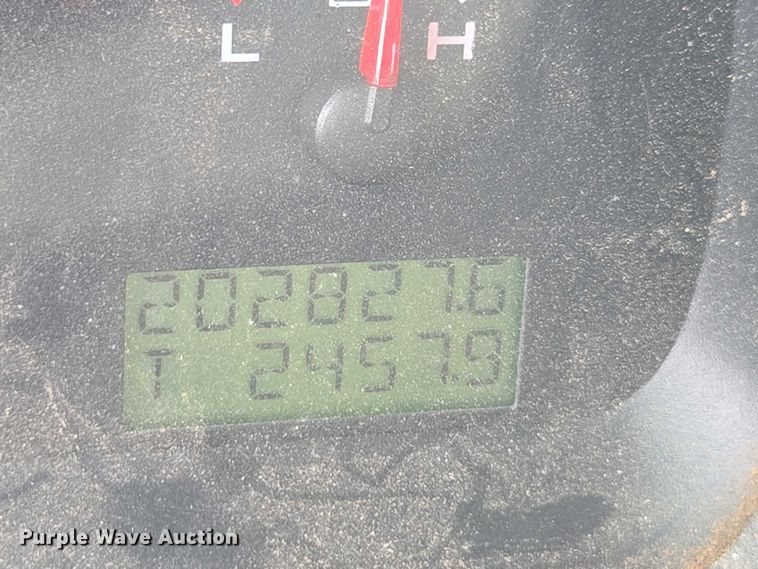 L H
202827.6
T 2457.9
Purple Wave Auction